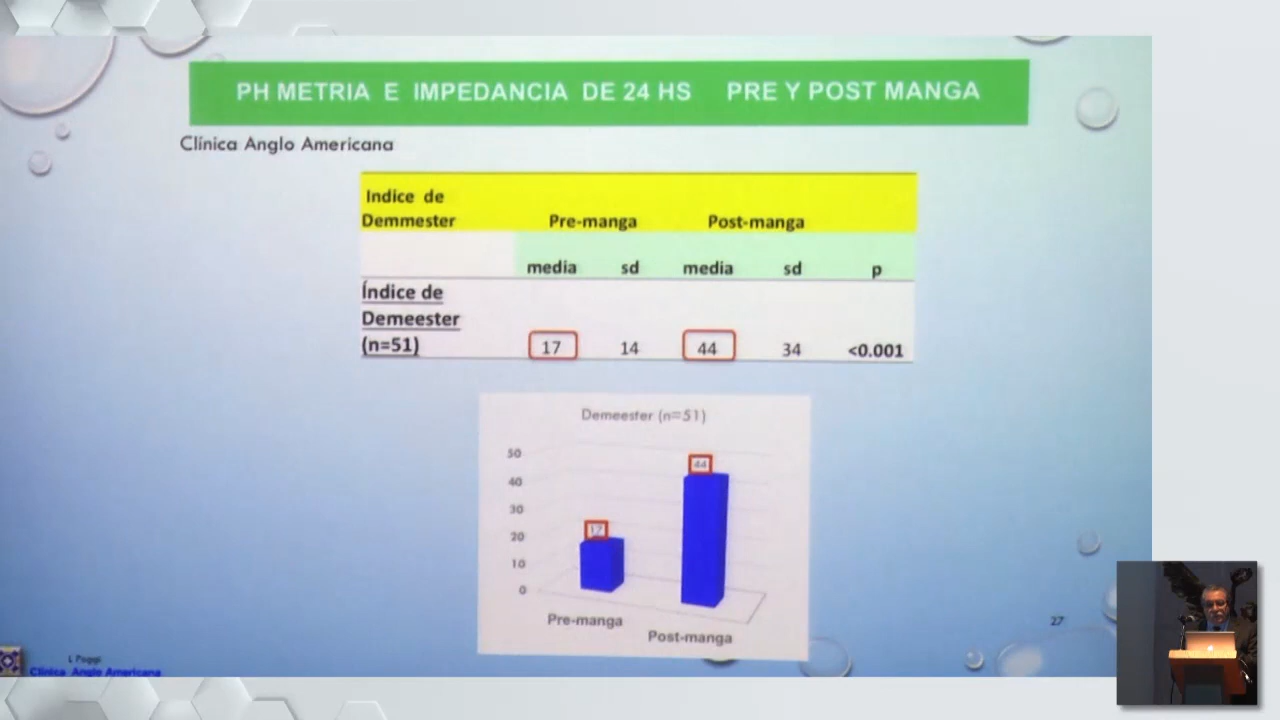 PH METRIA E IMPEDANCIA DE 24 HS PRE Y POST MANGA
Clínica Anglo Americana
Indice de
Demmester Pre-manga Post-manga
media sd media sd p
Índice de
Demeester
(n=51) 17 14 44 34 <0.001
Demeester (n=51)
50
40
30
20
10
0
17
44
Pre-manga
Post-manga
27
L Poggi
Clínica Anglo Americana